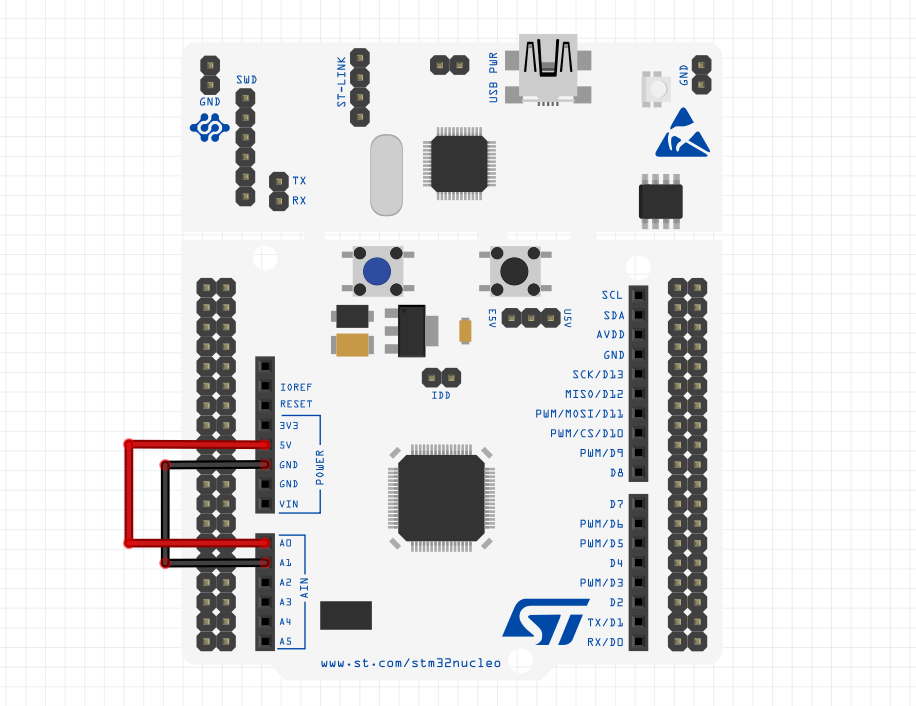 GND
SWD
TX
RX
ST-LINK
USB PWR
GND
E5V
U5V
IDD
IOREF
RESET
3V3
5V
GND
GND
VIN
POWER
A0
A1
A2
A3
A4
A5
AIN
SCL
SDA
AVDD
GND
SCK/D13
MISO/D12
PWM/MOSI/D11
PWM/CS/D10
PWM/D9
D8
D7
PWM/D6
PWM/D5
D4
PWM/D3
D2
TX/D1
RX/D0
ST
www.st.com/stm32nucleo